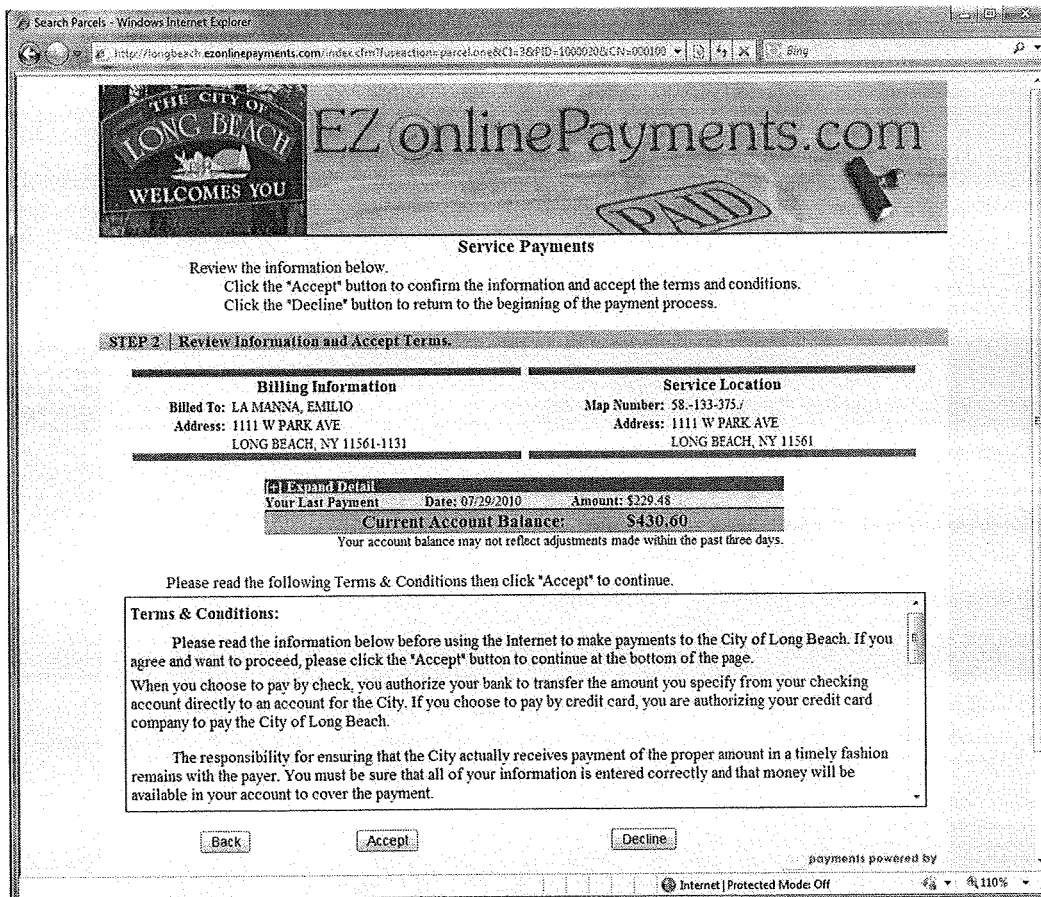 Search Parcels - Windows Internet Explorer
http://longbeach.ezonlinepayments.com/index.cfm?fuseaction=parcel.one&CI=3&PID=1000020&CN=000100
Bing
THE CITY OF
LONG BEACH
WELCOMES YOU
EZonlinePayments.com
PAID
Service Payments
Review the information below.
Click the "Accept" button to confirm the information and accept the terms and conditions.
Click the "Decline" button to return to the beginning of the payment process.
STEP 2 | Review Information and Accept Terms.
Billing Information
Billed To: LA MANNA, EMILIO
Address: 1111 W PARK AVE
LONG BEACH, NY 11561-1131
Service Location
Map Number: 58.-133-375./
Address: 1111 W PARK AVE
LONG BEACH, NY 11561
[+] Expand Detail
Your Last Payment Date: 07/29/2010 Amount: $229.48
Current Account Balance: $430.60
Your account balance may not reflect adjustments made within the past three days.
Please read the following Terms & Conditions then click "Accept" to continue.
Terms & Conditions:
Please read the information below before using the Internet to make payments to the City of Long Beach. If you
agree and want to proceed, please click the "Accept" button to continue at the bottom of the page.
When you choose to pay by check, you authorize your bank to transfer the amount you specify from your checking
account directly to an account for the City. If you choose to pay by credit card, you are authorizing your credit card
company to pay the City of Long Beach.
The responsibility for ensuring that the City actually receives payment of the proper amount in a timely fashion
remains with the payer. You must be sure that all of your information is entered correctly and that money will be
available in your account to cover the payment.
Back Accept Decline
payments powered by
Internet | Protected Mode: Off 110%